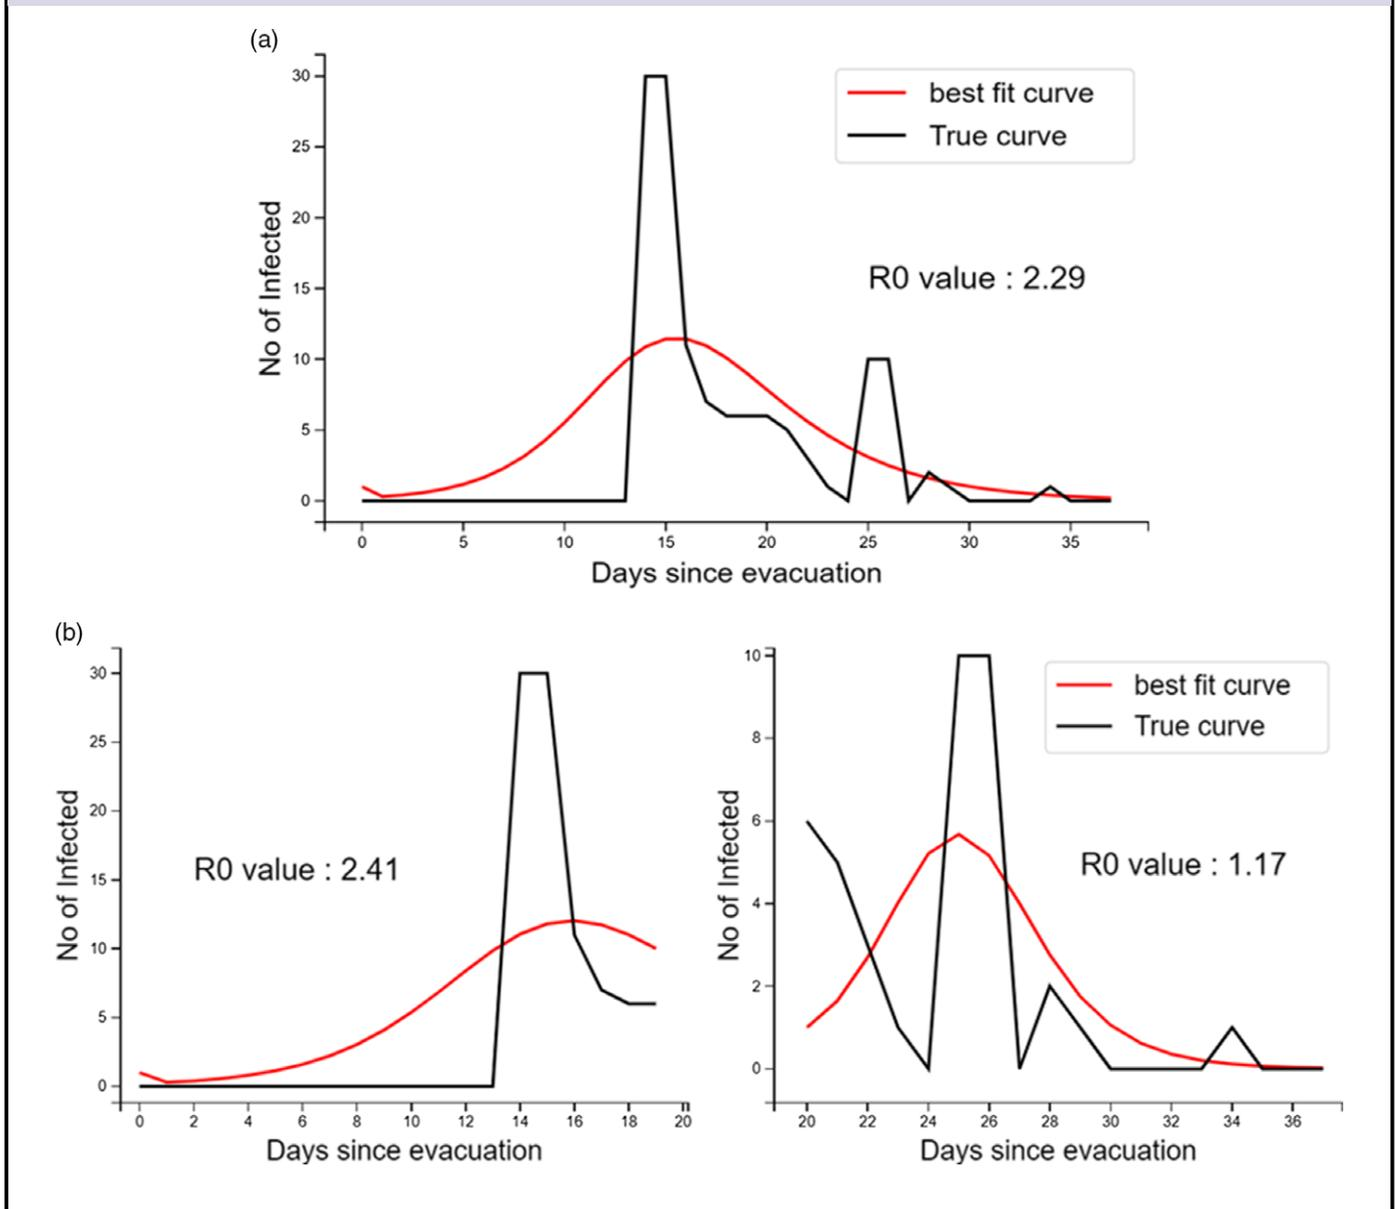 (a)
30
25
20
15
10
5
0
No of Infected
best fit curve
True curve
R0 value : 2.29
0 5 10 15 20 25 30 35
Days since evacuation
(b)
30
25
20
15
10
5
0
No of Infected
R0 value : 2.41
0 2 4 6 8 10 12 14 16 18 20
Days since evacuation
10
8
6
4
2
0
No of Infected
best fit curve
True curve
R0 value : 1.17
20 22 24 26 28 30 32 34 36
Days since evacuation